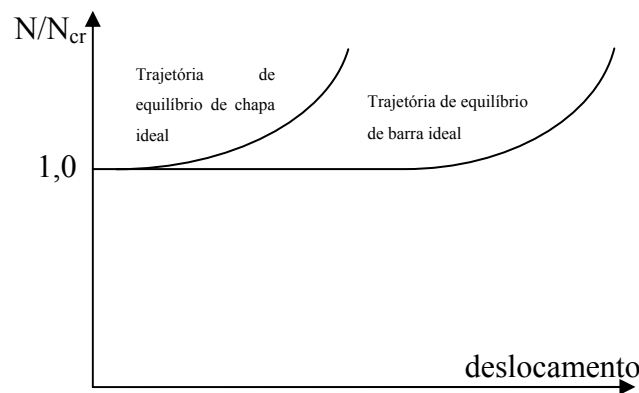 N/Ncr
Trajetória de
equilíbrio de chapa
ideal
Trajetória de equilíbrio
de barra ideal
1,0
deslocamento